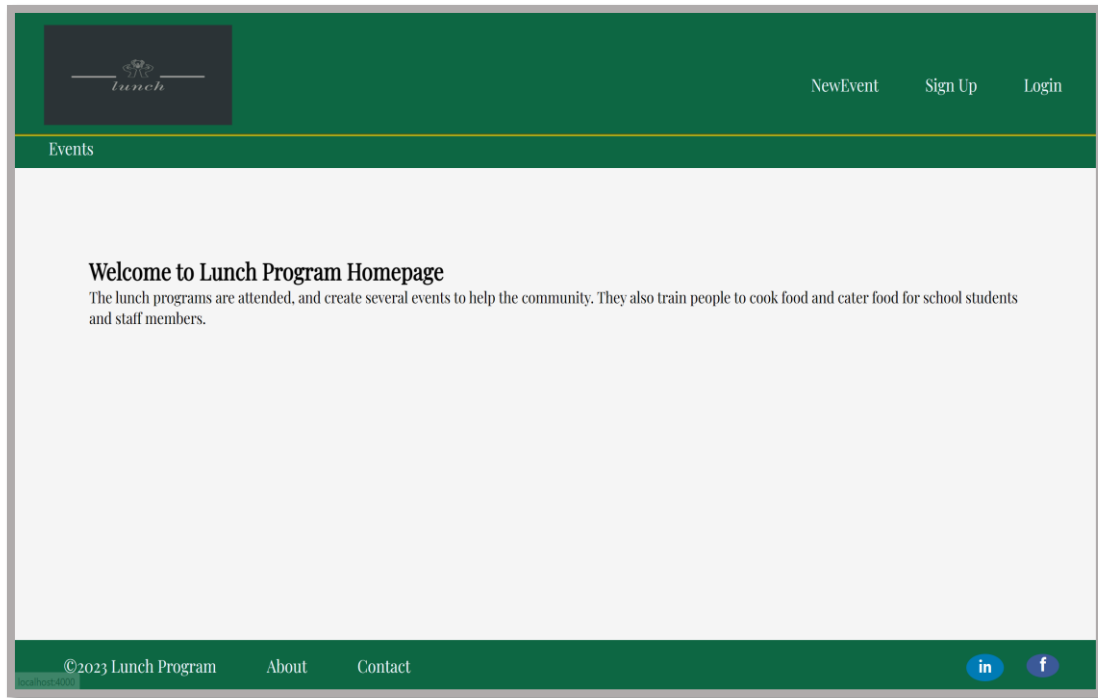 lunch
NewEvent Sign Up Login
Events
Welcome to Lunch Program Homepage
The lunch programs are attended, and create several events to help the community. They also train people to cook food and cater food for school students
and staff members.
©2023 Lunch Program About Contact
in f
localhost:4000